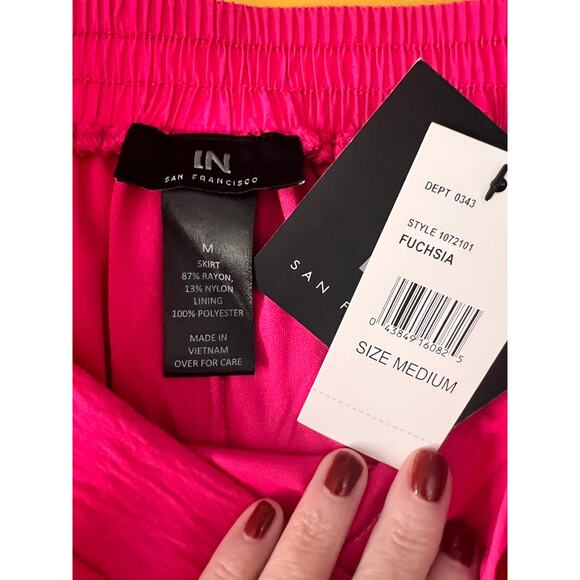 IN
SAN FRANCISCO
M
SKIRT
87% RAYON,
13% NYLON
LINING
100% POLYESTER
MADE IN
VIETNAM
OVER FOR CARE
SAN F
DEPT 0343
STYLE 1072101
FUCHSIA
0 43849 16082 5
SIZE MEDIUM